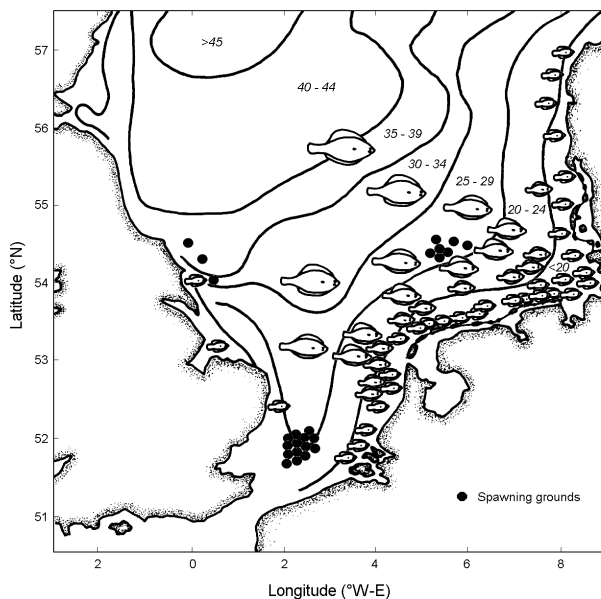 57
>45
40 - 44
56
35 - 39
30 - 34
25 - 29
55
20 - 24
<20
54
53
52
51
Latitude (°N)
Spawning grounds
2 0 2 4 6 8
Longitude (°W-E)